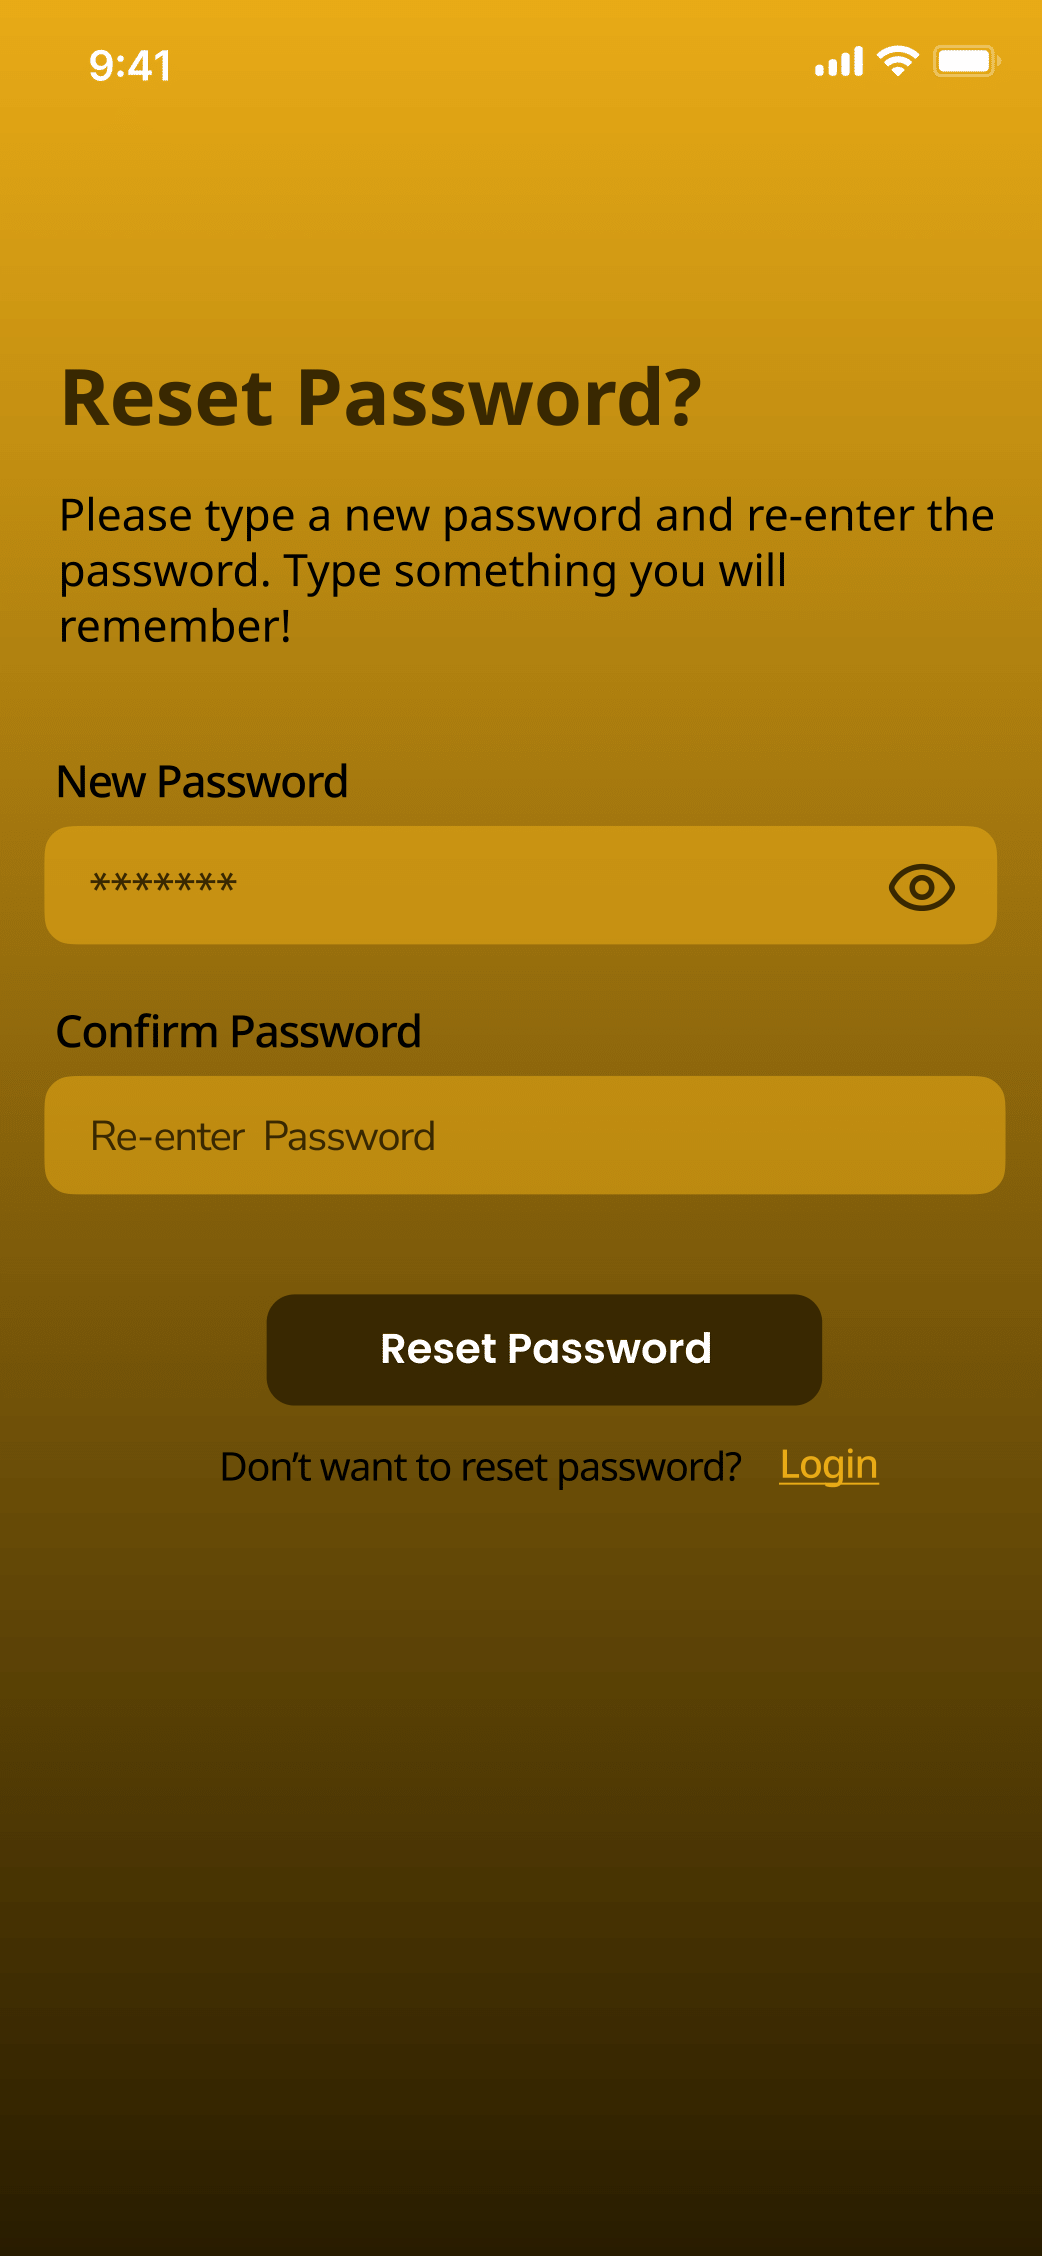 9:41
Reset Password?
Please type a new password and re-enter the
password. Type something you will
remember!
New Password
*******
Confirm Password
Re-enter Password
Reset Password
Don’t want to reset password? Login